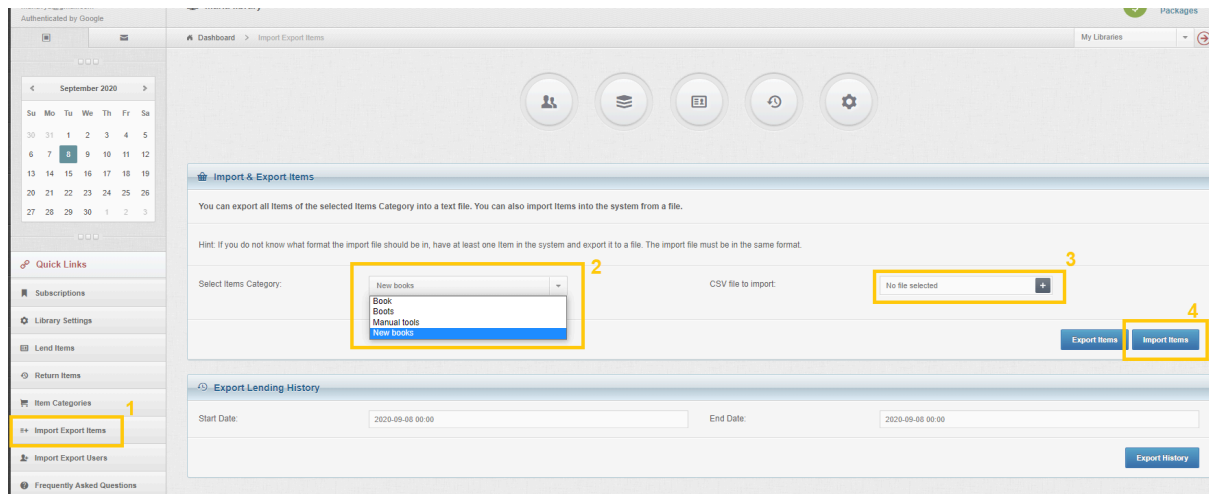 Authenticated by Google
Packages
Dashboard > Import Export Items
My Libraries
September 2020
Su Mo Tu We Th Fr Sa
30 31 1 2 3 4 5
6 7 8 9 10 11 12
13 14 15 16 17 18 19
20 21 22 23 24 25 26
27 28 29 30 1 2 3
Quick Links
Subscriptions
Library Settings
Lend Items
Return Items
Item Categories
1
Import Export Items
Import Export Users
Frequently Asked Questions
Import & Export Items
You can export all Items of the selected Items Category into a text file. You can also import Items into the system from a file.
Hint: If you do not know what format the import file should be in, have at least one Item in the system and export it to a file. The import file must be in the same format.
2
Select Items Category:
New books
Book
Boots
Manual tools
New books
3
CSV file to import:
No file selected
4
Export Items
Import Items
Export Lending History
Start Date:
2020-09-08 00:00
End Date:
2020-09-08 00:00
Export History